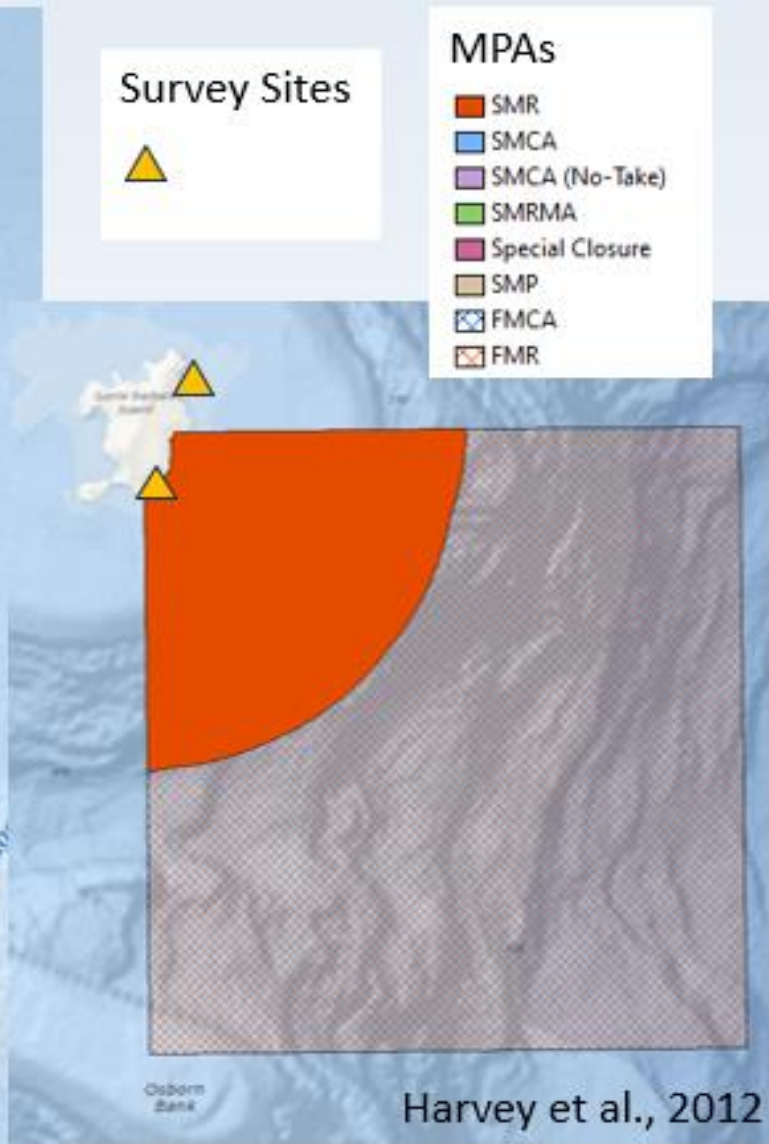 Survey Sites
MPAs
SMR
SMCA
SMCA (No-Take)
SMRMA
Special Closure
SMP
FMCA
FMR
Osborn
Bank
Harvey et al., 2012